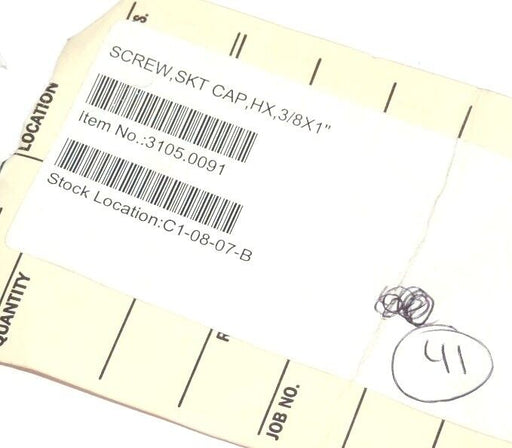 S.
LOCATION
SCREW,SKT CAP,HX,3/8X1"
Item No.:3105.0091
Stock Location:C1-08-07-B
QUANTITY
JOB NO.
41